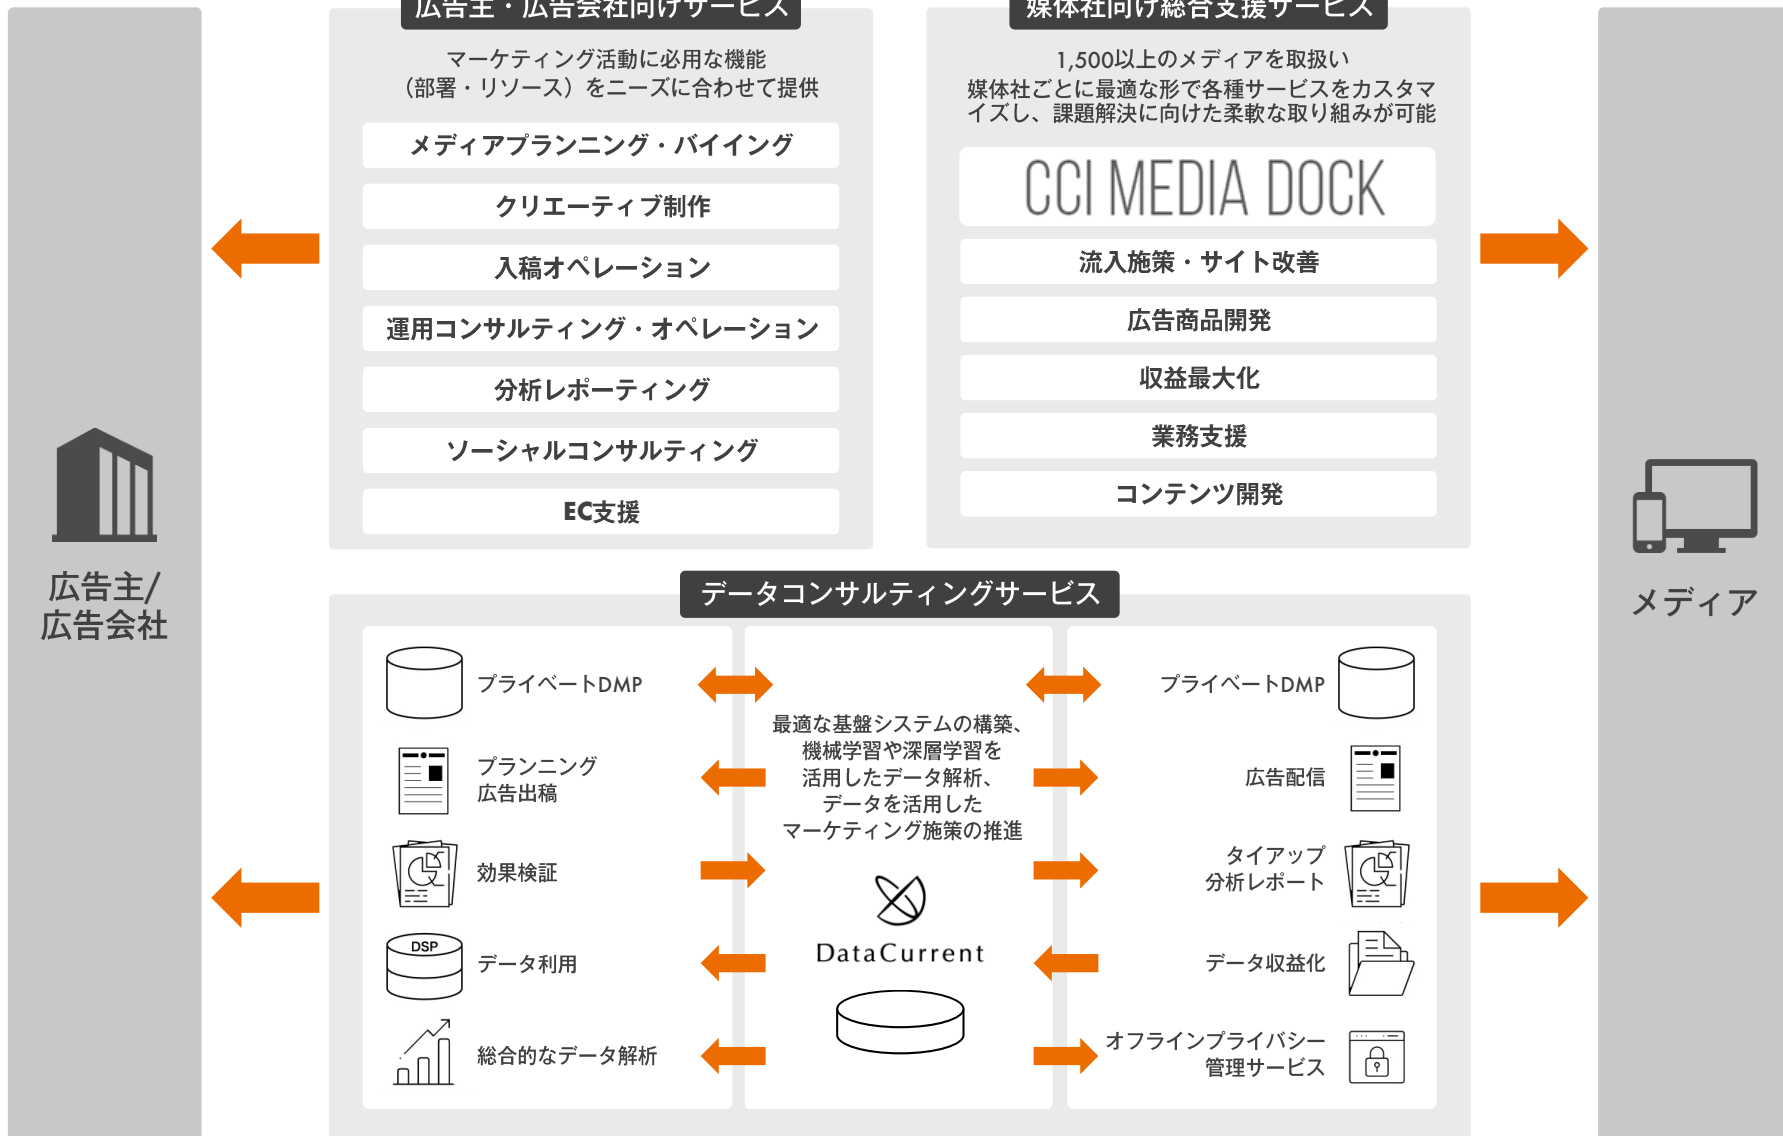 広告主・広告会社向けサービス
マーケティング活動に必用な機能
（部署・リソース）をニーズに合わせて提供
メディアプランニング・バイイング
クリエーティブ制作
入稿オペレーション
運用コンサルティング・オペレーション
分析レポーティング
ソーシャルコンサルティング
EC支援
媒体社向け総合支援サービス
1,500以上のメディアを取扱い
媒体社ごとに最適な形で各種サービスをカスタマ
イズし、課題解決に向けた柔軟な取り組みが可能
CCI MEDIA DOCK
流入施策・サイト改善
広告商品開発
収益最大化
業務支援
コンテンツ開発
広告主/
広告会社
メディア
データコンサルティングサービス
プライベートDMP
プランニング
広告出稿
効果検証
DSP
データ利用
総合的なデータ解析
最適な基盤システムの構築、
機械学習や深層学習を
活用したデータ解析、
データを活用した
マーケティング施策の推進
DataCurrent
プライベートDMP
広告配信
タイアップ
分析レポート
データ収益化
オフラインプライバシー
管理サービス